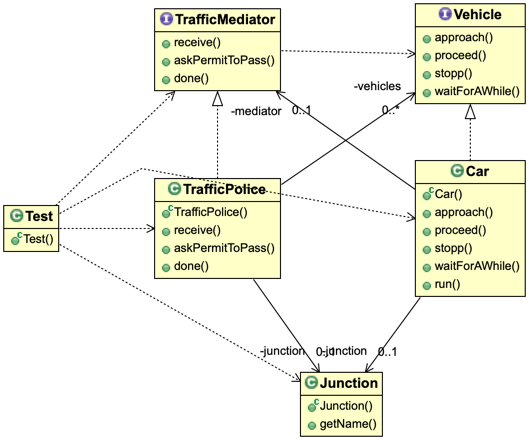 TrafficMediator
receive()
askPermitToPass()
done()
Vehicle
approach()
proceed()
stopp()
waitForAWhile()
-vehicles
-mediator
0..1
0..*
TrafficPolice
TrafficPolice()
receive()
askPermitToPass()
done()
Car
Car()
approach()
proceed()
stopp()
waitForAWhile()
run()
Test
Test()
-junction
0..1
-junction
0..1
Junction
Junction()
getName()